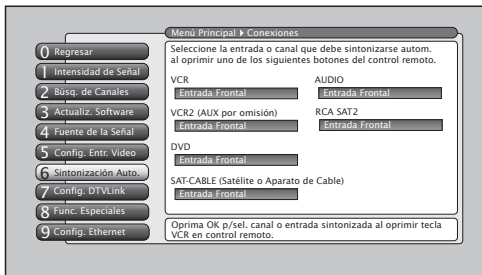 Menú Principal ▸ Conexiones
0 Regresar
1 Intensidad de Señal
2 Búsq. de Canales
3 Actualiz. Software
4 Fuente de la Señal
5 Config. Entr. Video
6 Sintonización Auto.
7 Config. DTVLink
8 Func. Especiales
9 Config. Ethernet
Seleccione la entrada o canal que debe sintonizarse autom.
al oprimir uno de los siguientes botones del control remoto.
VCR
Entrada Frontal
VCR2 (AUX por omisión)
Entrada Frontal
DVD
Entrada Frontal
SAT-CABLE (Satélite o Aparato de Cable)
Entrada Frontal
AUDIO
Entrada Frontal
RCA SAT2
Entrada Frontal
Oprima OK p/sel. canal o entrada sintonizada al oprimir tecla
VCR en control remoto.